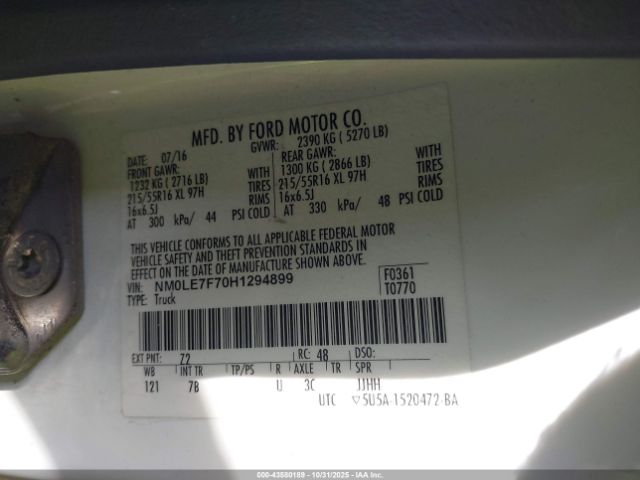 MFD. BY FORD MOTOR CO.
DATE: 07/16 GVWR: 2390 KG ( 5270 LB)
FRONT GAWR: WITH REAR GAWR: WITH
1232 KG ( 2716 LB) TIRES 1300 KG ( 2866 LB) TIRES
215/55R16 XL 97H RIMS 215/55R16 XL 97H RIMS
16x6.5J 16x6.5J
AT 300 kPa/ 44 PSI COLD AT 330 kPa/ 48 PSI COLD
THIS VEHICLE CONFORMS TO ALL APPLICABLE FEDERAL MOTOR
VEHICLE SAFETY AND THEFT PREVENTION STANDARDS IN
EFFECT ON THE DATE OF MANUFACTURE SHOWN ABOVE.
VIN: NM0LE7F70H1294899 F0361
TYPE: Truck T0770
EXT PNT: Z2 RC: 48 DSO:
WB INT TR TP/PS R AXLE TR SPR
121 7B U 3C JJHH
UTC ▽5U5A-1520472-BA
000-43580189 - 10/31/2025 - IAAI.com